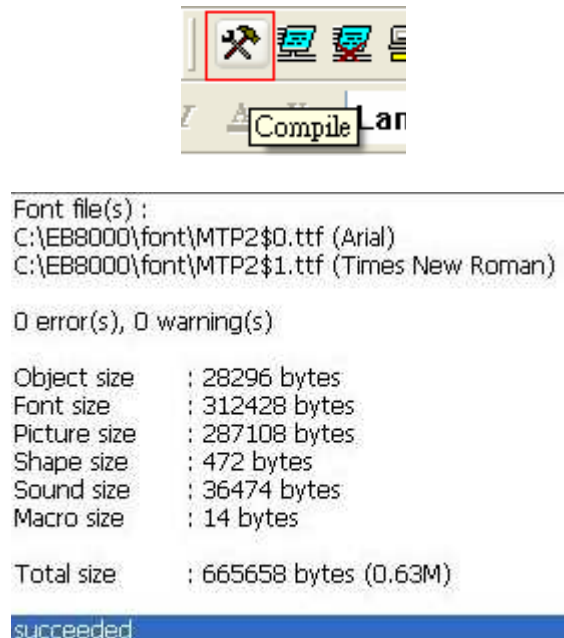 Compile
Lar
Font file(s) :
C:\EB8000\font\MTP2$0.ttf (Arial)
C:\EB8000\font\MTP2$1.ttf (Times New Roman)
0 error(s), 0 warning(s)
Object size : 28296 bytes
Font size : 312428 bytes
Picture size : 287108 bytes
Shape size : 472 bytes
Sound size : 36474 bytes
Macro size : 14 bytes
Total size : 665658 bytes (0.63M)
succeeded